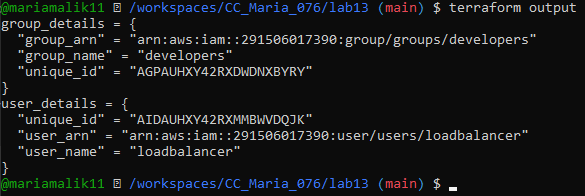 @mariamalik11 /workspaces/CC_Maria_076/lab13 (main) $ terraform output
group_details = {
  "group_arn" = "arn:aws:iam::291506017390:group/groups/developers"
  "group_name" = "developers"
  "unique_id" = "AGPAUHXY42RXDWDNXBYRY"
}
user_details = {
  "unique_id" = "AIDAUHXY42RXMMBWVDQJK"
  "user_arn" = "arn:aws:iam::291506017390:user/users/loadbalancer"
  "user_name" = "loadbalancer"
}
@mariamalik11 /workspaces/CC_Maria_076/lab13 (main) $